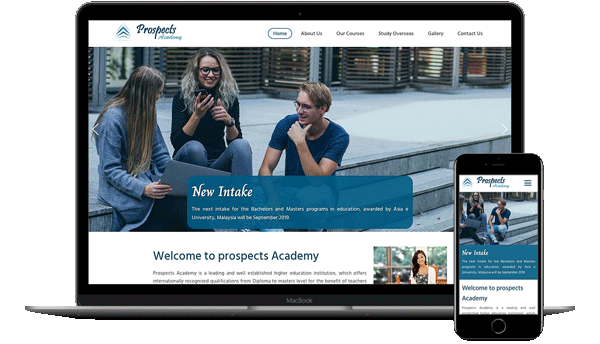 Prospects
Academy
Home
About Us
Our Courses
Study Overseas
Gallery
Contact Us
New Intake
The next intake for the Bachelors and Masters programs in education, awarded by Asia e
University, Malaysia will be September 2019.
Welcome to prospects Academy
Prospects Academy is a leading and well established higher education institution, which offers
internationally recognised qualifications from Diploma to masters level for the benefit of teachers
MacBook
Prospects
Academy
New Intake
The next intake for the Bachelors and Masters
programs in education, awarded by Asia e
University, Malaysia will be September 2019.
Welcome to prospects
Academy
Prospects Academy is a leading and well
established higher education institution, which